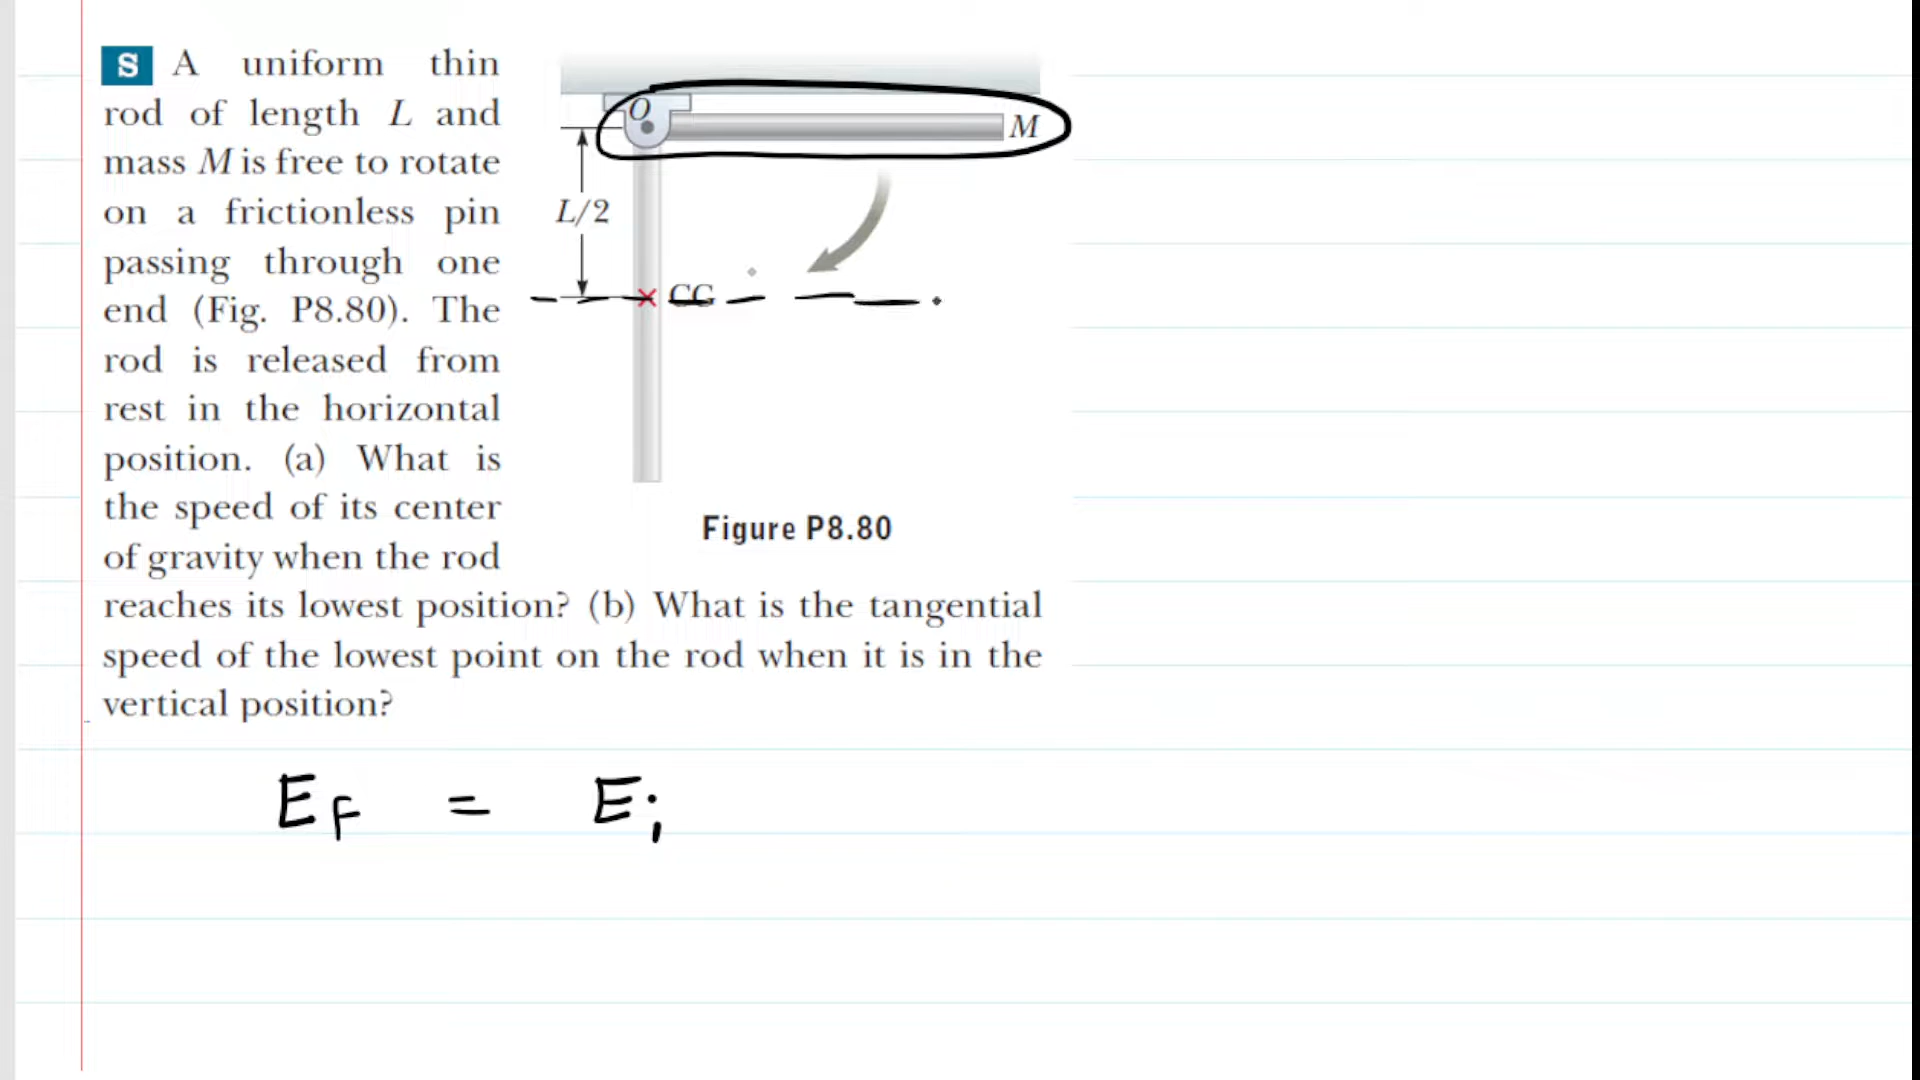 S A uniform thin
rod of length L and
mass M is free to rotate
on a frictionless pin
passing through one
end (Fig. P8.80). The
rod is released from
rest in the horizontal
position. (a) What is
the speed of its center
of gravity when the rod
reaches its lowest position? (b) What is the tangential
speed of the lowest point on the rod when it is in the
vertical position?
O
M
L/2
CG
Figure P8.80
E_F = E_i